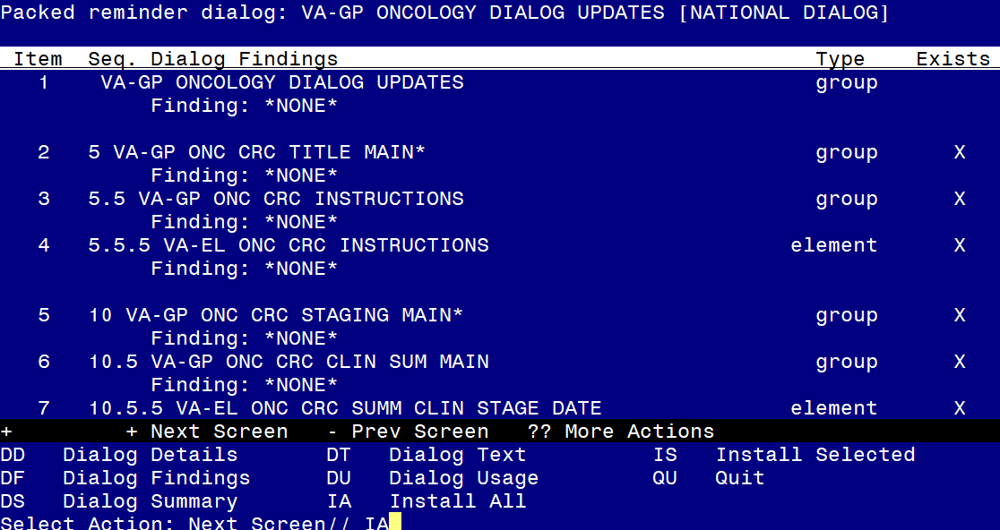 Packed reminder dialog: VA-GP ONCOLOGY DIALOG UPDATES [NATIONAL DIALOG]
Item  Seq. Dialog Findings  Type  Exists
1  VA-GP ONCOLOGY DIALOG UPDATES  group
Finding: *NONE*
2  5 VA-GP ONC CRC TITLE MAIN*  group  X
Finding: *NONE*
3  5.5 VA-GP ONC CRC INSTRUCTIONS  group  X
Finding: *NONE*
4  5.5.5 VA-EL ONC CRC INSTRUCTIONS  element  X
Finding: *NONE*
5  10 VA-GP ONC CRC STAGING MAIN*  group  X
Finding: *NONE*
6  10.5 VA-GP ONC CRC CLIN SUM MAIN  group  X
Finding: *NONE*
7  10.5.5 VA-EL ONC CRC SUMM CLIN STAGE DATE  element  X
+  + Next Screen  - Prev Screen  ?? More Actions
DD  Dialog Details  DT  Dialog Text  IS  Install Selected
DF  Dialog Findings  DU  Dialog Usage  QU  Quit
DS  Dialog Summary  IA  Install All
Select Action: Next Screen// IA